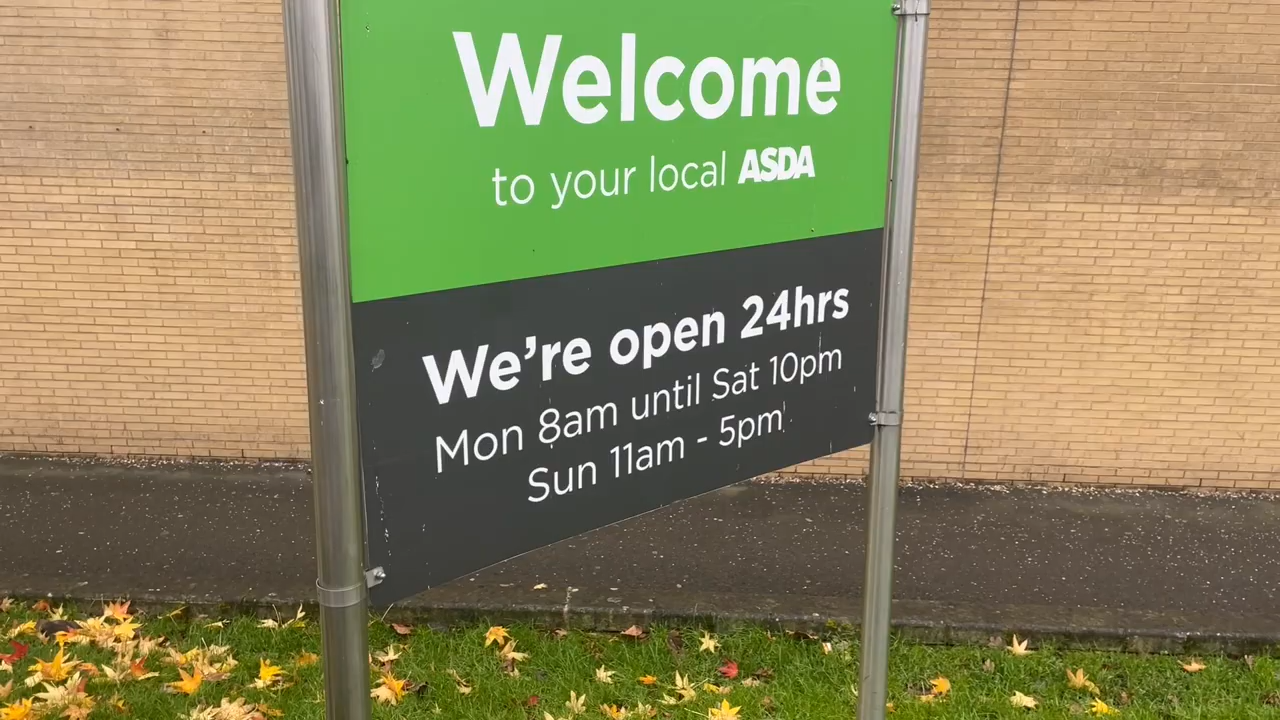 Welcome
to your local ASDA
We're open 24hrs
Mon 8am until Sat 10pm
Sun 11am - 5pm